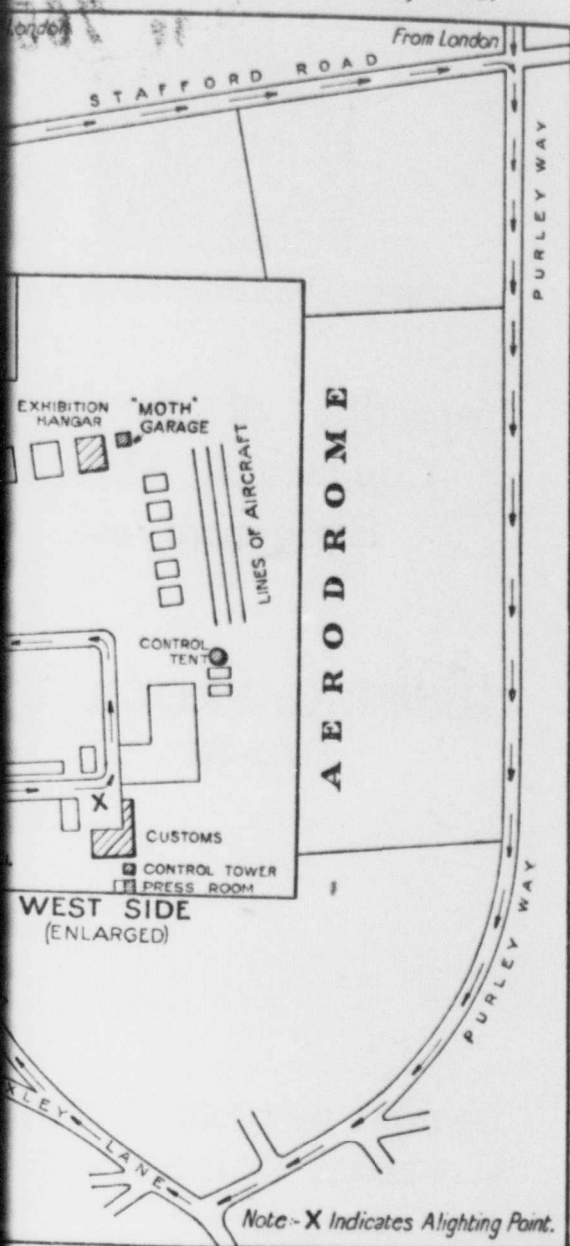 London
From London
STAFFORD ROAD
PURLEY WAY
EXHIBITION
HANGAR
"MOTH"
GARAGE
LINES OF AIRCRAFT
AERODROME
CONTROL
TENT
X
CUSTOMS
CONTROL TOWER
PRESS ROOM
WEST SIDE
(ENLARGED)
PURLEY WAY
XLEY LANE
Note:- X Indicates Alighting Point.